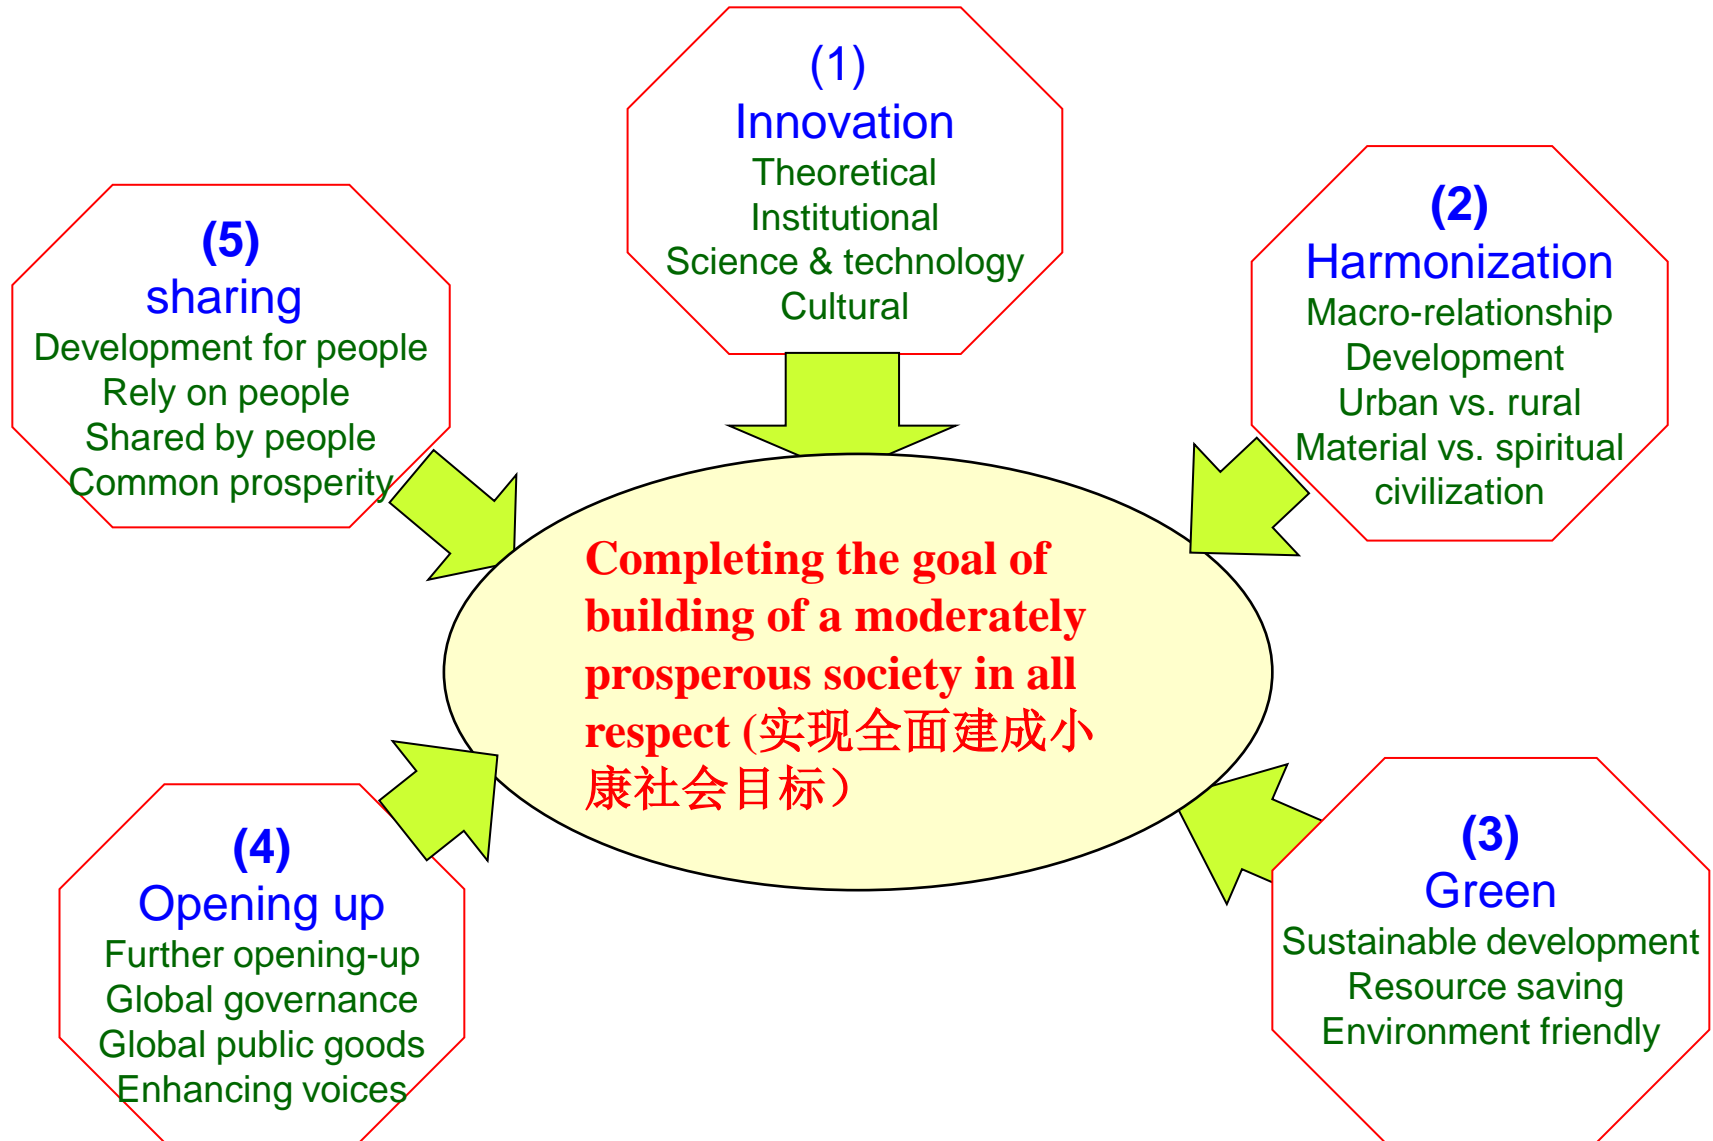 (1)
Innovation
Theoretical
Institutional
Science & technology
Cultural
(2)
Harmonization
Macro-relationship
Development
Urban vs. rural
Material vs. spiritual
civilization
(3)
Green
Sustainable development
Resource saving
Environment friendly
(4)
Opening up
Further opening-up
Global governance
Global public goods
Enhancing voices
(5)
sharing
Development for people
Rely on people
Shared by people
Common prosperity
Completing the goal of
building of a moderately
prosperous society in all
respect (实现全面建成小
康社会目标）